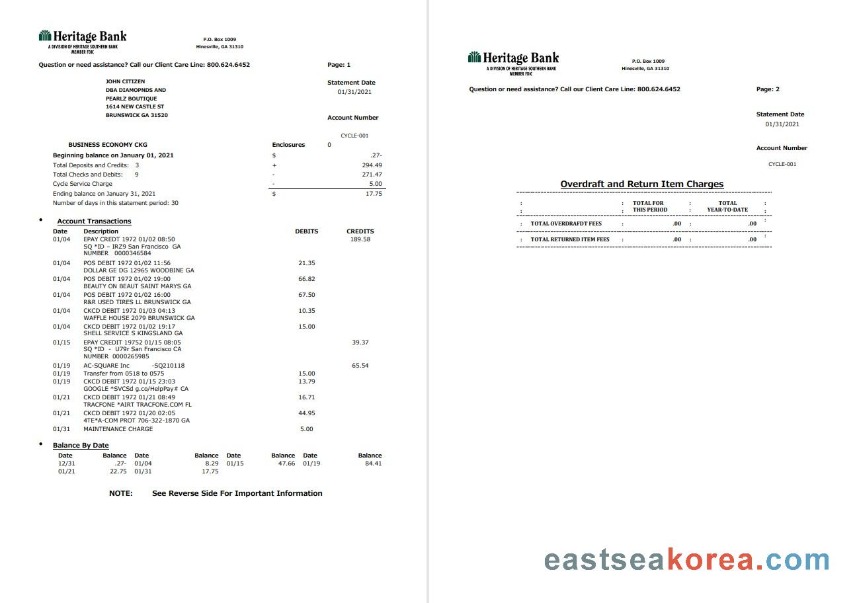 Heritage Bank
A DIVISION OF HERITAGE SOUTHERN BANK
MEMBER FDIC
P.O. Box 1009
Hinesville, GA 31310
Question or need assistance? Call our Client Care Line: 800.624.6452
Page: 1
JOHN CITIZEN
DBA DIAMOPNDS AND
PEARLZ BOUTIQUE
1614 NEW CASTLE ST
BRUNSWICK GA 31520
Statement Date
01/31/2021
Account Number
CYCLE-001
BUSINESS ECONOMY CKG Enclosures 0
Beginning balance on January 01, 2021 $ .27-
Total Deposits and Credits: 3 + 294.49
Total Checks and Debits: 9 - 271.47
Cycle Service Charge - 5.00
Ending balance on January 31, 2021 $ 17.75
Number of days in this statement period: 30
* Account Transactions
Date Description DEBITS CREDITS
01/04 EPAY CREDT 1972 01/02 08:50 189.58
SQ *ID - IRZ9 San Francisco GA
NUMBER 0000346584
01/04 POS DEBIT 1972 01/02 11:56 21.35
DOLLAR GE DG 12965 WOODBINE GA
01/04 POS DEBIT 1972 01/02 19:00 66.82
BEAUTY ON BEAUT SAINT MARYS GA
01/04 POS DEBIT 1972 01/02 16:00 67.50
R&R USED TIRES LL BRUNSWICK GA
01/04 CKCD DEBIT 1972 01/03 04:13 10.35
WAFFLE HOUSE 2079 BRUNSWICK GA
01/04 CKCD DEBIT 1972 01/02 19:17 15.00
SHELL SERVICE S KINGSLAND GA
01/15 EPAY CREDIT 19752 01/15 08:05 39.37
SQ *ID - U79r San Francisco CA
NUMBER 0000265985
01/19 AC-SQUARE Inc -SQ210118 65.54
01/19 Transfer from 0518 to 0575 15.00
01/19 CKCD DEBIT 1972 01/15 23:03 13.79
GOOGLE *SVCSd g.co/HelpPay# CA
01/21 CKCD DEBIT 1972 01/21 08:49 16.71
TRACFONE *AIRT TRACFONE.COM FL
01/21 CKCD DEBIT 1972 01/20 02:05 44.95
4TE*A-COM PROT 706-322-1870 GA
01/31 MAINTENANCE CHARGE 5.00
* Balance By Date
Date Balance Date Balance Date Balance Date Balance
12/31 .27- 01/04 8.29 01/15 47.66 01/19 84.41
01/21 22.75 01/31 17.75
NOTE: See Reverse Side For Important Information
Heritage Bank
A DIVISION OF HERITAGE SOUTHERN BANK
MEMBER FDIC
P.O. Box 1009
Hinesville, GA 31310
Question or need assistance? Call our Client Care Line: 800.624.6452
Page: 2
Statement Date
01/31/2021
Account Number
CYCLE-001
Overdraft and Return Item Charges
: : TOTAL FOR : TOTAL :
: : THIS PERIOD : YEAR-TO-DATE :
: TOTAL OVERDRAFDT FEES : .00 : .00 :
: TOTAL RETURNED ITEM FEES : .00 : .00 :
eastseakorea.com